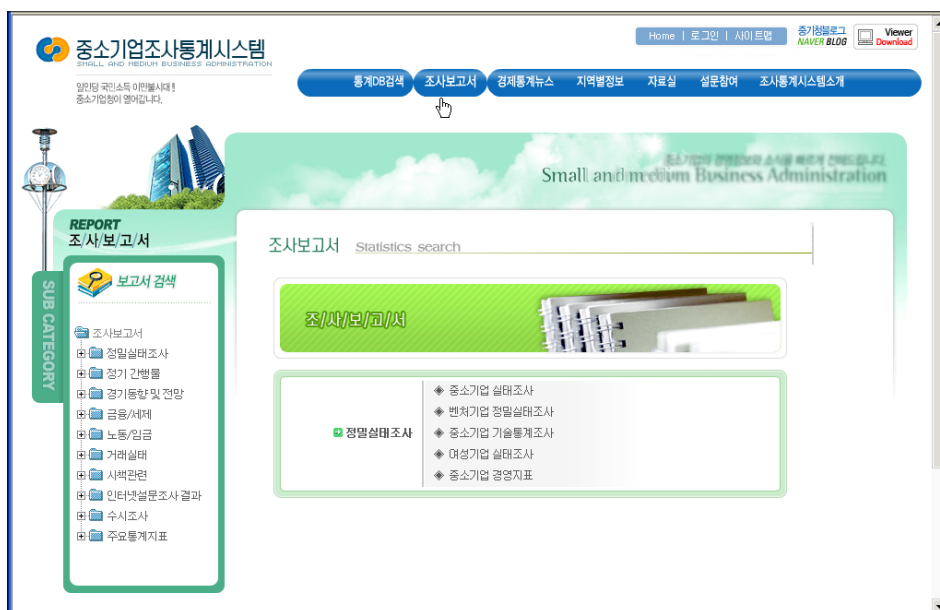 중소기업조사통계시스템
SMALL AND MEDIUM BUSINESS ADMINISTRATION
일인당 국민소득 이만불시대!
중소기업청이 열어갑니다.
Home | 로그인 | 사이트맵
중기청블로그
NAVER BLOG
Viewer
Download
통계DB검색 조사보고서 경제통계뉴스 지역별정보 자료실 설문참여 조사통계시스템소개
Small and medium Business Administration
REPORT
조/사/보/고/서
SUB CATEGORY
보고서 검색
조사보고서
정밀실태조사
정기 간행물
경기동향 및 전망
금융/세제
노동/임금
거래실태
시책관련
인터넷설문조사 결과
수시조사
주요통계지표
조사보고서 Statistics search
조/사/보/고/서
정밀실태조사
◈ 중소기업 실태조사
◈ 벤처기업 정밀실태조사
◈ 중소기업 기술통계조사
◈ 여성기업 실태조사
◈ 중소기업 경영지표